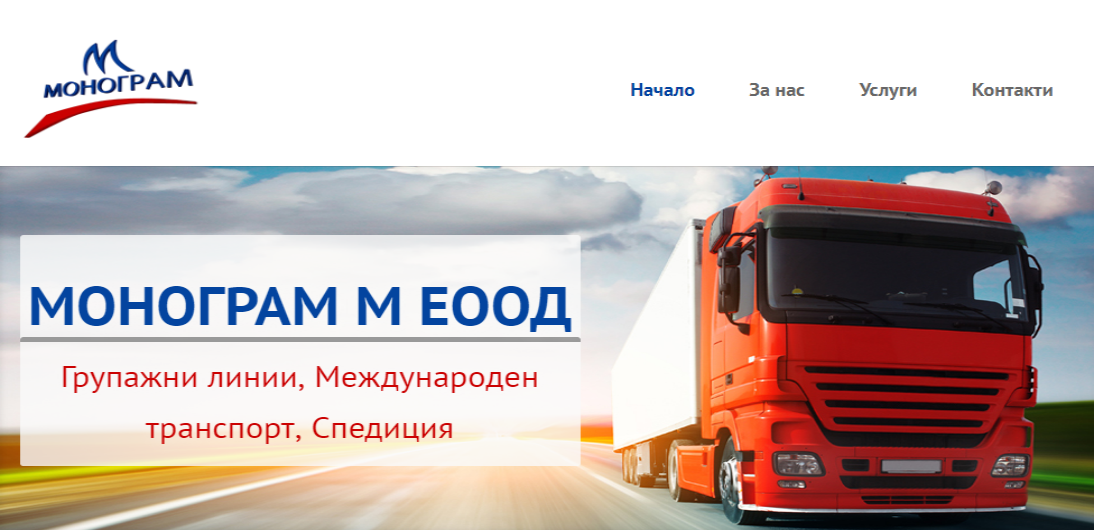 М
МОНОГРАМ
Начало
За нас
Услуги
Контакти
МОНОГРАМ М ЕООД
Групажни линии, Международен
транспорт, Спедиция